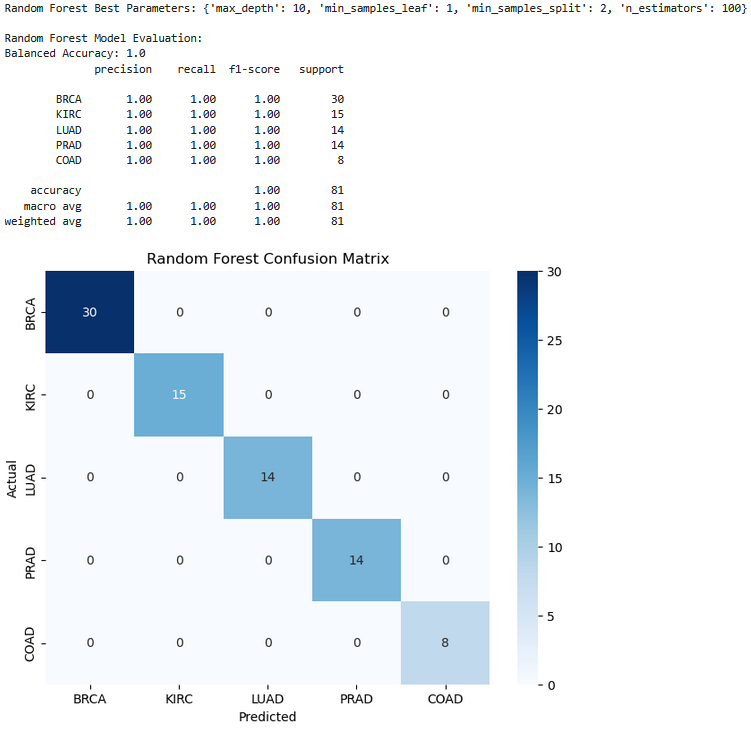 Random Forest Best Parameters: {'max_depth': 10, 'min_samples_leaf': 1, 'min_samples_split': 2, 'n_estimators': 100}
Random Forest Model Evaluation:
Balanced Accuracy: 1.0
precision recall f1-score support
BRCA 1.00 1.00 1.00 30
KIRC 1.00 1.00 1.00 15
LUAD 1.00 1.00 1.00 14
PRAD 1.00 1.00 1.00 14
COAD 1.00 1.00 1.00 8
accuracy 1.00 81
macro avg 1.00 1.00 1.00 81
weighted avg 1.00 1.00 1.00 81
Random Forest Confusion Matrix
BRCA 30 0 0 0 0
KIRC 0 15 0 0 0
LUAD 0 0 14 0 0
PRAD 0 0 0 14 0
COAD 0 0 0 0 8
Actual
BRCA KIRC LUAD PRAD COAD
Predicted
30
25
20
15
10
5
0